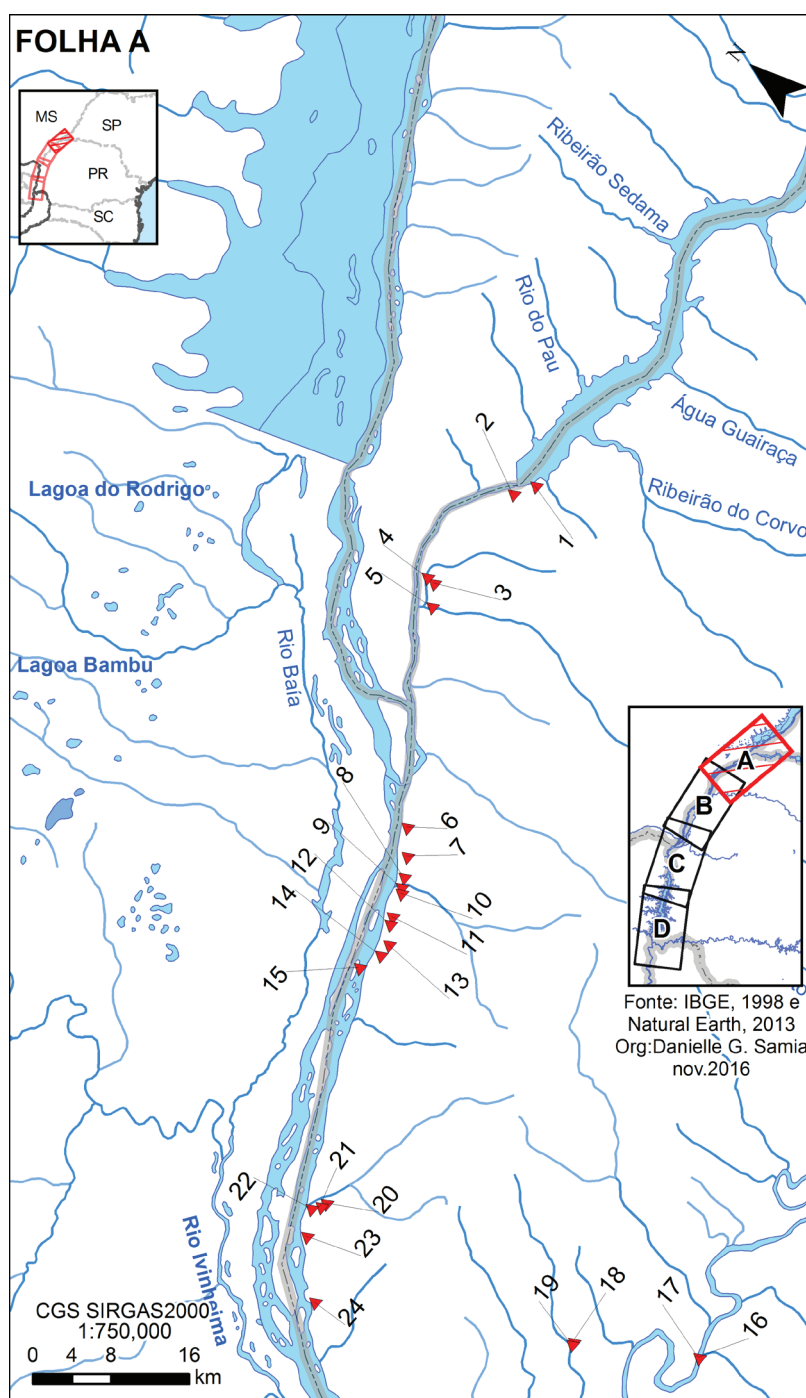 FOLHA A
MS
SP
PR
SC
N
Ribeirão Sedama
Rio do Pau
Água Guairaça
Ribeirão do Corvo
2
1
Lagoa do Rodrigo
4
5
3
Rio Baía
Lagoa Bambu
8
6
9
7
12
10
14
11
15
13
A
B
C
D
Fonte: IBGE, 1998 e
Natural Earth, 2013
Org:Danielle G. Samia
nov.2016
21
22
20
23
Rio Ivinheima
24
19
18
17
16
CGS SIRGAS2000
1:750,000
0 4 8 16
km